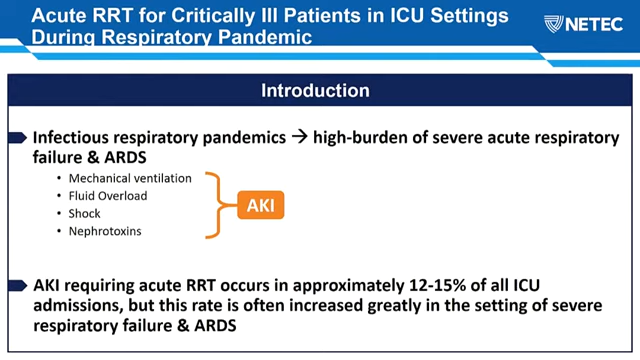 Acute RRT for Critically Ill Patients in ICU Settings
During Respiratory Pandemic
NETEC
Introduction
Infectious respiratory pandemics → high-burden of severe acute respiratory
failure & ARDS
• Mechanical ventilation
• Fluid Overload
• Shock
• Nephrotoxins
AKI
AKI requiring acute RRT occurs in approximately 12-15% of all ICU
admissions, but this rate is often increased greatly in the setting of severe
respiratory failure & ARDS